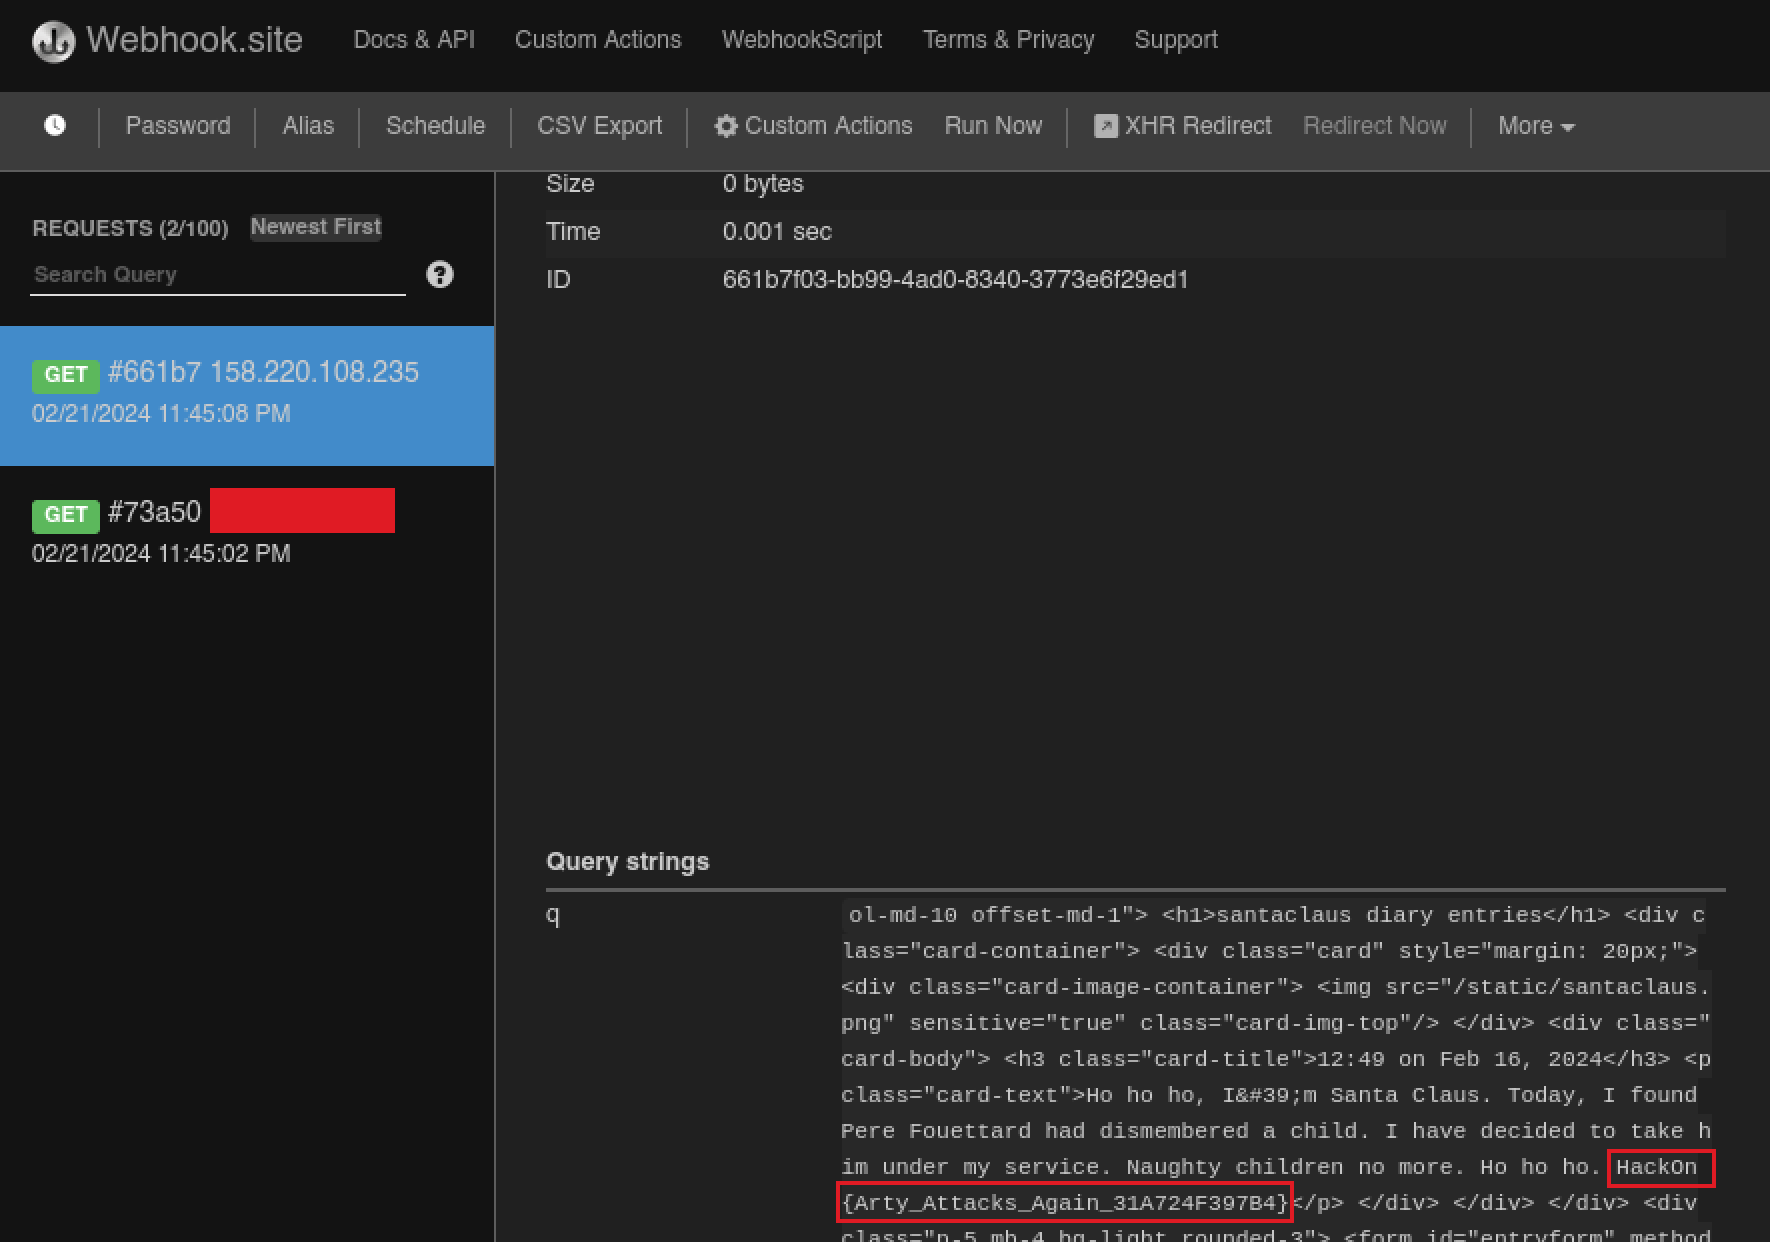 Webhook.site Docs & API Custom Actions WebhookScript Terms & Privacy Support
Password Alias Schedule CSV Export Custom Actions Run Now XHR Redirect Redirect Now More
REQUESTS (2/100) Newest First
Search Query
GET #661b7 158.220.108.235
02/21/2024 11:45:08 PM
GET #73a50
02/21/2024 11:45:02 PM
Size 0 bytes
Time 0.001 sec
ID 661b7f03-bb99-4ad0-8340-3773e6f29ed1
Query strings
q
ol-md-10 offset-md-1"> <h1>santaclaus diary entries</h1> <div c
lass="card-container"> <div class="card" style="margin: 20px;">
<div class="card-image-container"> <img src="/static/santaclaus.
png" sensitive="true" class="card-img-top"/> </div> <div class="
card-body"> <h3 class="card-title">12:49 on Feb 16, 2024</h3> <p
class="card-text">Ho ho ho, I&#39;m Santa Claus. Today, I found
Pere Fouettard had dismembered a child. I have decided to take h
im under my service. Naughty children no more. Ho ho ho. HackOn
{Arty_Attacks_Again_31A724F397B4}</p> </div> </div> </div> <div
class="p-5 mb-4 bg-light rounded-3"> <form id="entryform" method